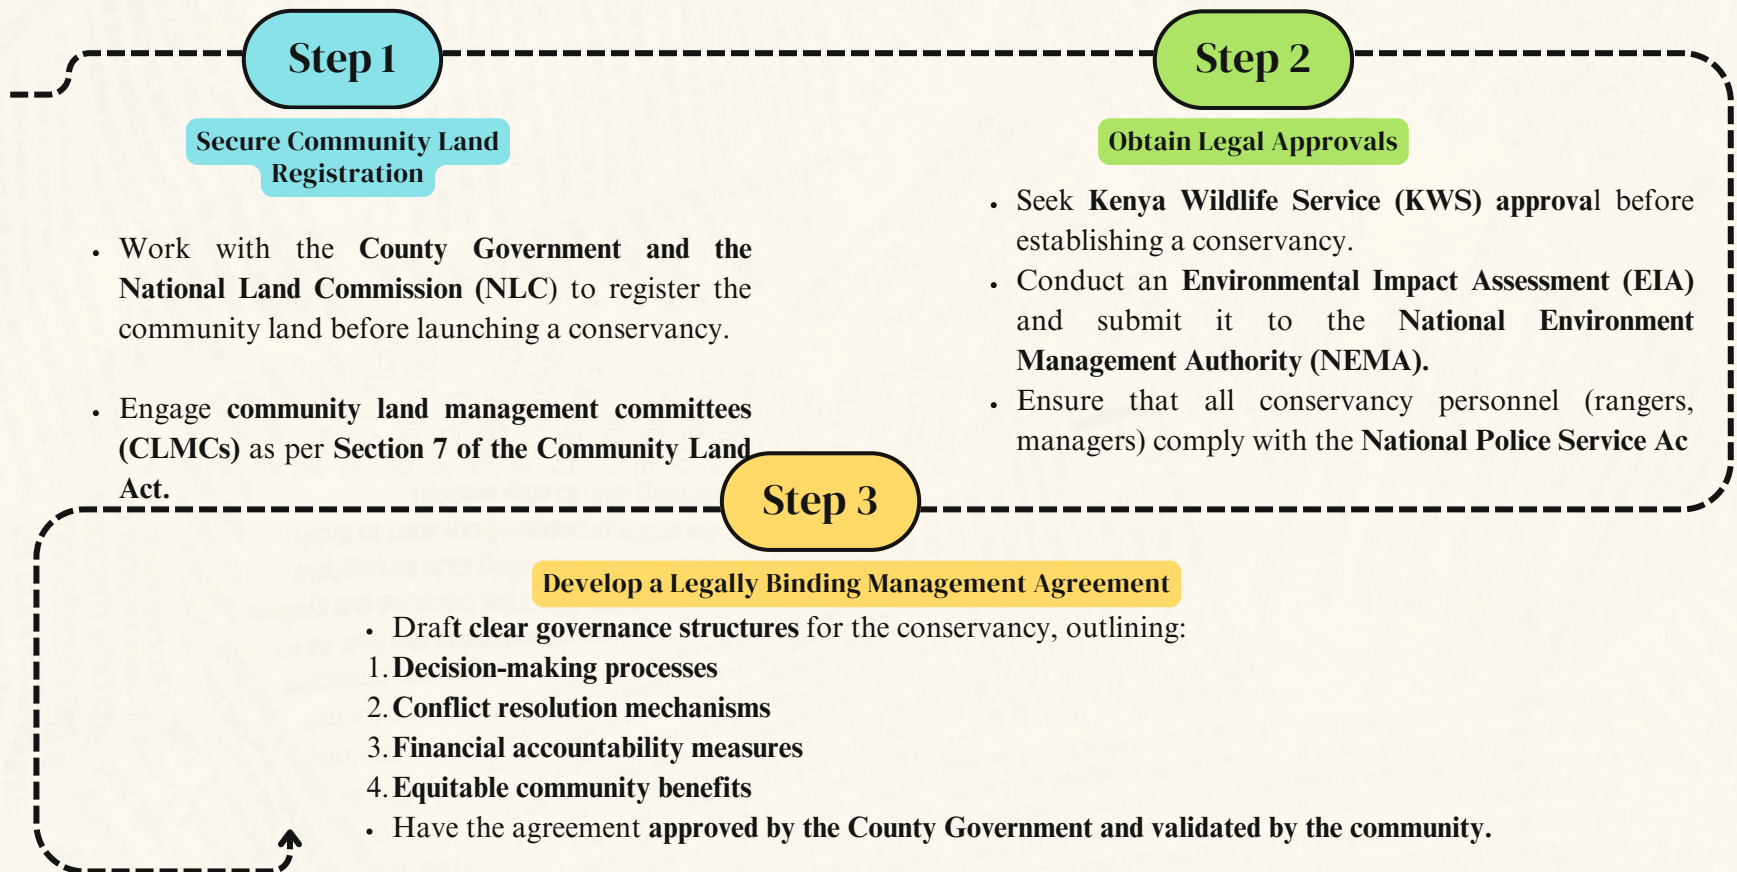 Step 1
Secure Community Land
Registration
• Work with the County Government and the
National Land Commission (NLC) to register the
community land before launching a conservancy.
• Engage community land management committees
(CLMCs) as per Section 7 of the Community Land
Act.
Step 2
Obtain Legal Approvals
• Seek Kenya Wildlife Service (KWS) approval before
establishing a conservancy.
• Conduct an Environmental Impact Assessment (EIA)
and submit it to the National Environment
Management Authority (NEMA).
• Ensure that all conservancy personnel (rangers,
managers) comply with the National Police Service Ac
Step 3
Develop a Legally Binding Management Agreement
• Draft clear governance structures for the conservancy, outlining:
1. Decision-making processes
2. Conflict resolution mechanisms
3. Financial accountability measures
4. Equitable community benefits
• Have the agreement approved by the County Government and validated by the community.